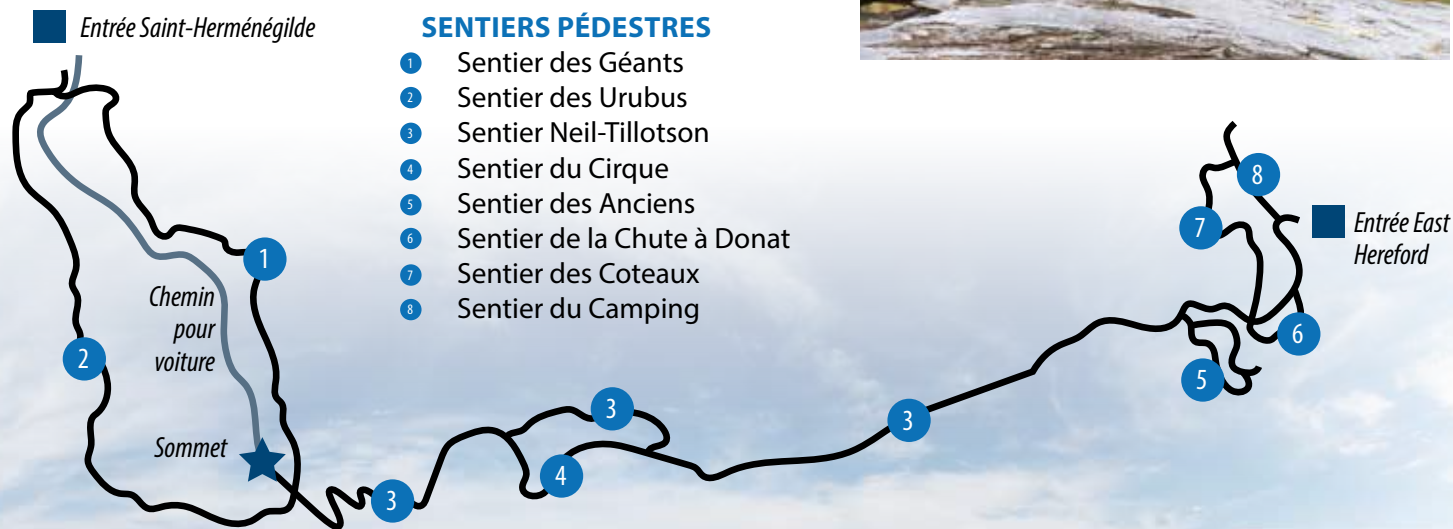 Entrée Saint-Herménégilde
SENTIERS PÉDESTRES
1 Sentier des Géants
2 Sentier des Urubus
3 Sentier Neil-Tillotson
4 Sentier du Cirque
5 Sentier des Anciens
6 Sentier de la Chute à Donat
7 Sentier des Coteaux
8 Sentier du Camping
8
7
Entrée East
Hereford
1
Chemin
pour
voiture
2
6
5
3
3
Sommet
4
3